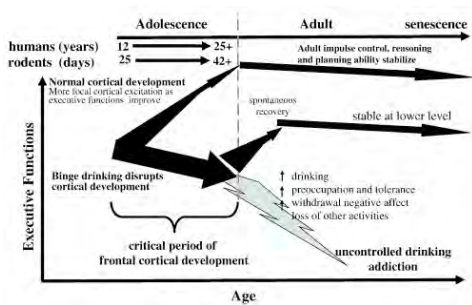 Adolescence Adult senescence
humans (years) 12 25+
rodents (days) 25 42+
Adult impulse control, reasoning
and planning ability stabilize
Normal cortical development
More focal cortical excitation as
executive functions improve
spontaneous
recovery
stable at lower level
Binge drinking disrupts
cortical development
drinking
preoccupation and tolerance
withdrawal negative affect
loss of other activities
critical period of
frontal cortical development
uncontrolled drinking
addiction
Executive Functions
Age